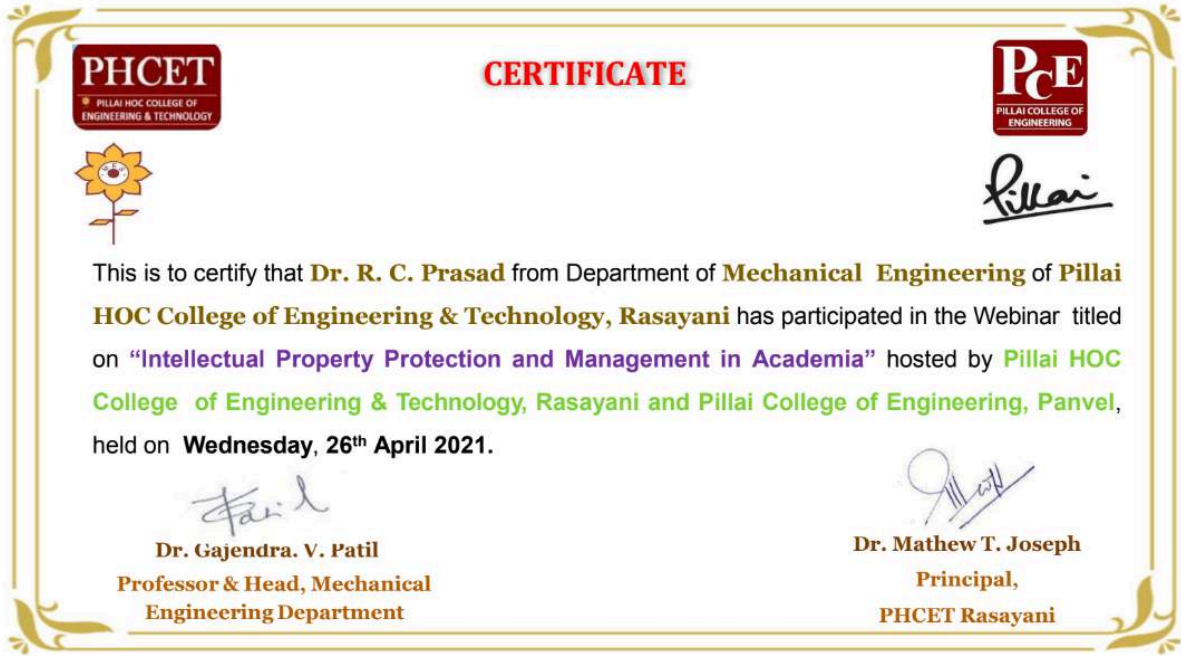 PHCET
PILLAI HOC COLLEGE OF
ENGINEERING & TECHNOLOGY
CERTIFICATE
PCE
PILLAI COLLEGE OF
ENGINEERING
Pillai
This is to certify that Dr. R. C. Prasad from Department of Mechanical Engineering of Pillai
HOC College of Engineering & Technology, Rasayani has participated in the Webinar titled
on “Intellectual Property Protection and Management in Academia” hosted by Pillai HOC
College of Engineering & Technology, Rasayani and Pillai College of Engineering, Panvel,
held on Wednesday, 26th April 2021.
Dr. Gajendra. V. Patil
Professor & Head, Mechanical
Engineering Department
Dr. Mathew T. Joseph
Principal,
PHCET Rasayani